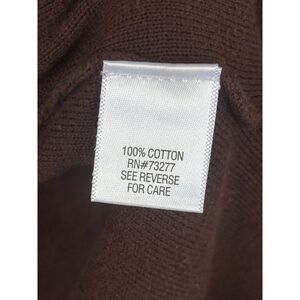 100% COTTON
RN#73277
SEE REVERSE
FOR CARE